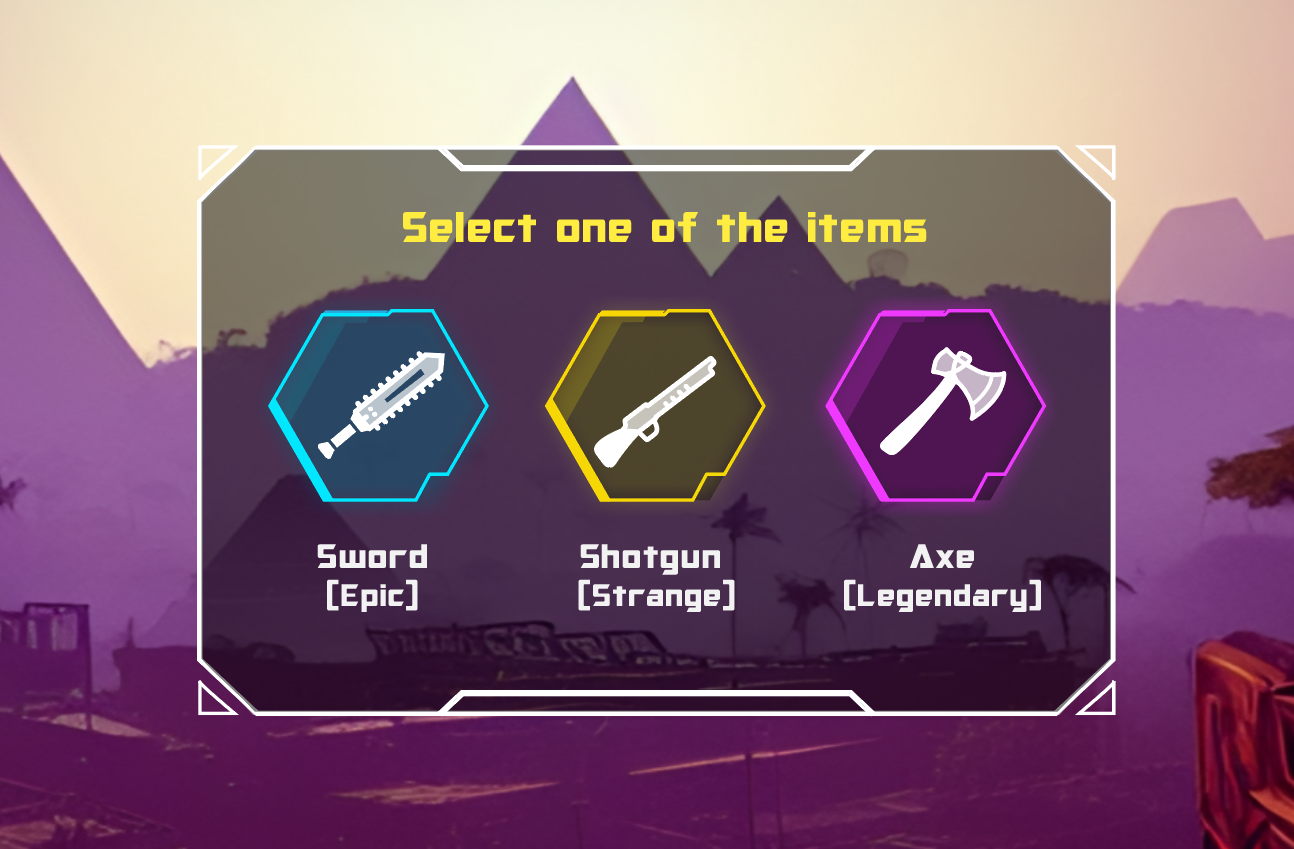 Select one of the items
Sword
[Epic]
Shotgun
[Strange]
Axe
[Legendary]